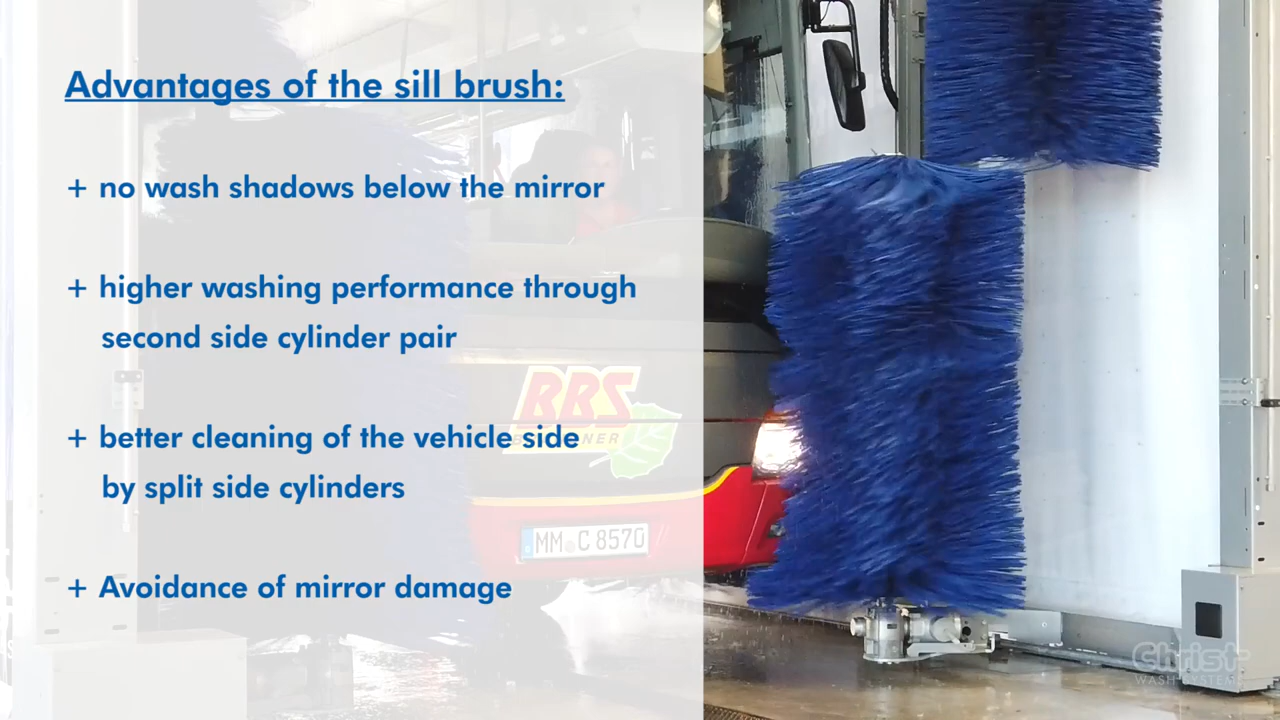 Advantages of the sill brush:
+ no wash shadows below the mirror
+ higher washing performance through
second side cylinder pair
+ better cleaning of the vehicle side
by split side cylinders
+ Avoidance of mirror damage
BBS
MM C 8570
Christ
WASH SYSTEMS